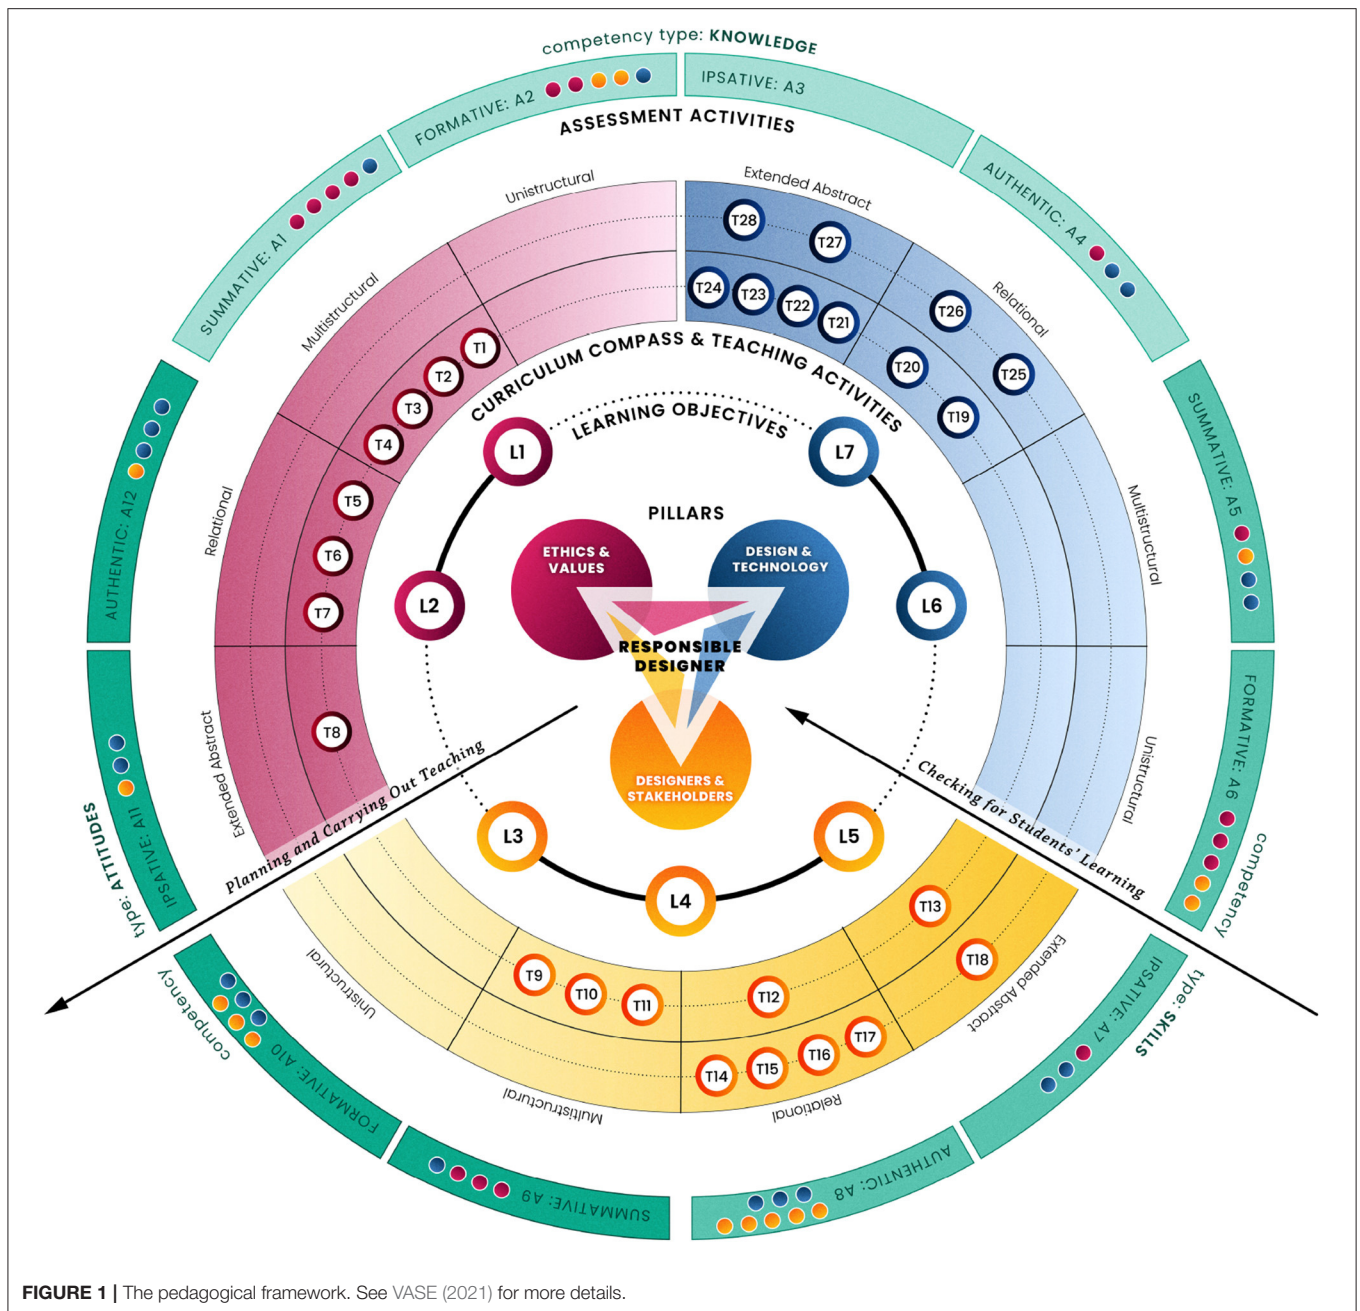 competency type: KNOWLEDGE
FORMATIVE: A2
IPSATIVE: A3
SUMMATIVE: A1
AUTHENTIC: A4
AUTHENTIC: A12
SUMMATIVE: A5
IPSATIVE: A11
FORMATIVE: A6
type: ATTITUDES
competency
competency
type: SKILLS
FORMATIVE: A10
IPSATIVE: A7
SUMMATIVE: A9
AUTHENTIC: A8
ASSESSMENT ACTIVITIES
Unistructural
Multistructural
Relational
Extended Abstract
Extended Abstract
Relational
Multistructural
Unistructural
Unistructural
Multistructural
Relational
Extended Abstract
T28
T27
T24
T23
T22
T21
T26
T25
T20
T19
T1
T2
T3
T4
T5
T6
T7
T8
CURRICULUM COMPASS & TEACHING ACTIVITIES
LEARNING OBJECTIVES
L1
L7
L2
L6
PILLARS
ETHICS &
VALUES
DESIGN &
TECHNOLOGY
RESPONSIBLE
DESIGNER
DESIGNERS &
STAKEHOLDERS
Planning and Carrying Out Teaching
Checking for Students' Learning
L3
L5
L4
T13
T18
T9
T10
T11
T12
T14
T15
T16
T17
FIGURE 1 | The pedagogical framework. See VASE (2021) for more details.